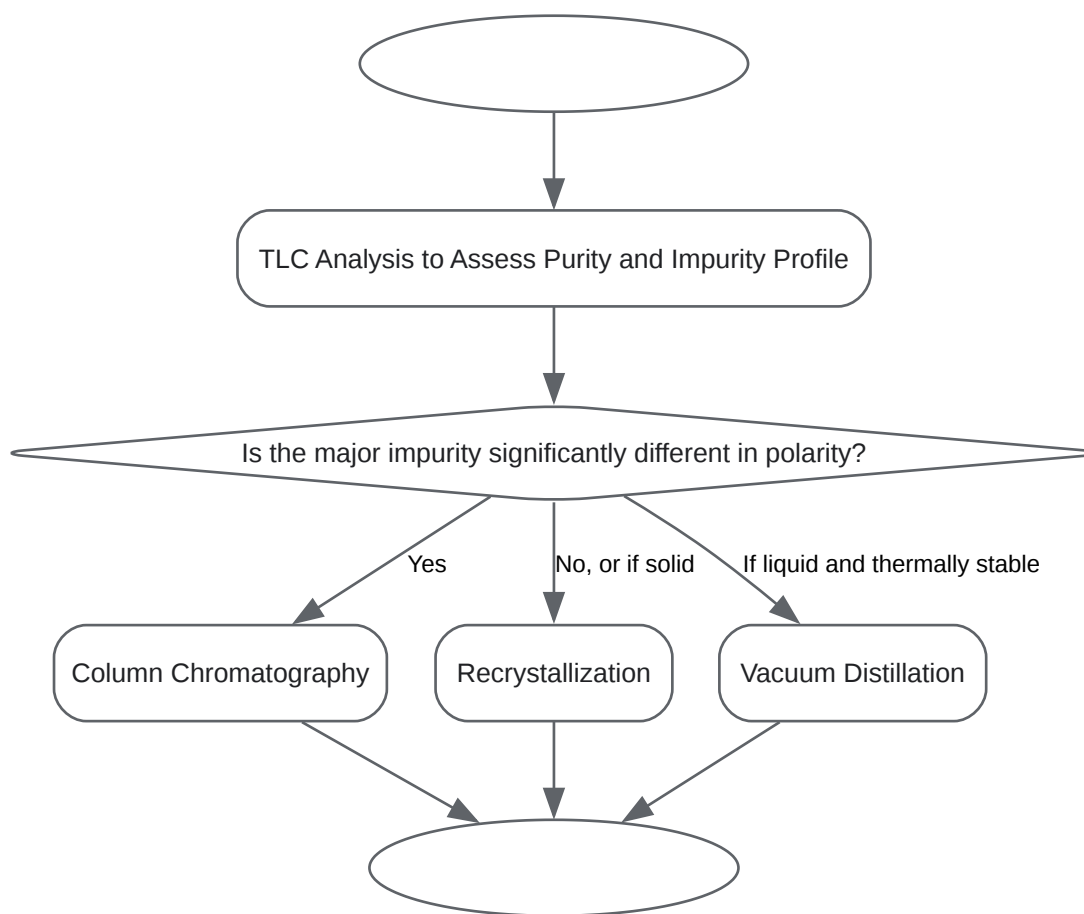 TLC Analysis to Assess Purity and Impurity Profile
Is the major impurity significantly different in polarity?
Yes
No, or if solid
If liquid and thermally stable
Column Chromatography
Recrystallization
Vacuum Distillation